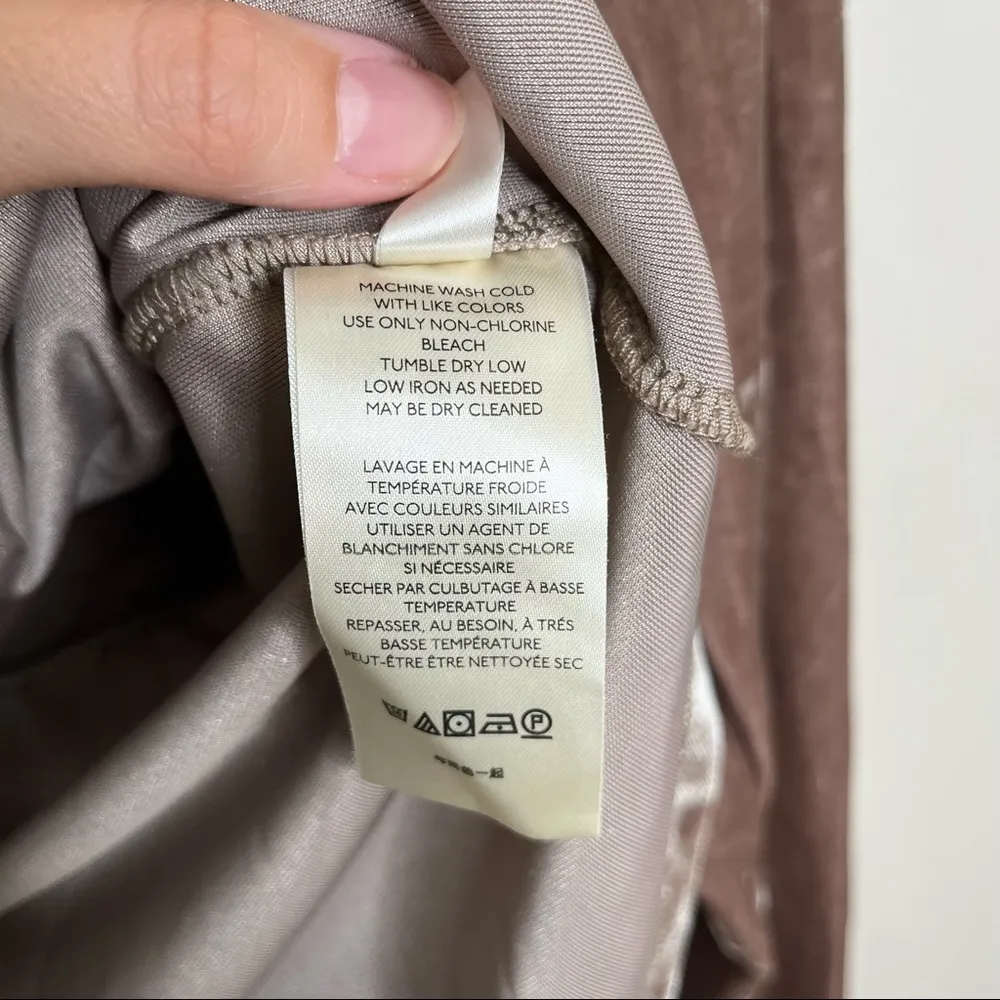 MACHINE WASH COLD
WITH LIKE COLORS
USE ONLY NON-CHLORINE
BLEACH
TUMBLE DRY LOW
LOW IRON AS NEEDED
MAY BE DRY CLEANED
LAVAGE EN MACHINE À
TEMPÉRATURE FROIDE
AVEC COULEURS SIMILAIRES
UTILISER UN AGENT DE
BLANCHIMENT SANS CHLORE
SI NÉCESSAIRE
SECHER PAR CULBUTAGE À BASSE
TEMPERATURE
REPASSER, AU BESOIN, À TRÉS
BASSE TEMPÉRATURE
PEUT-ÊTRE ÊTRE NETTOYÉE SEC
P
一起